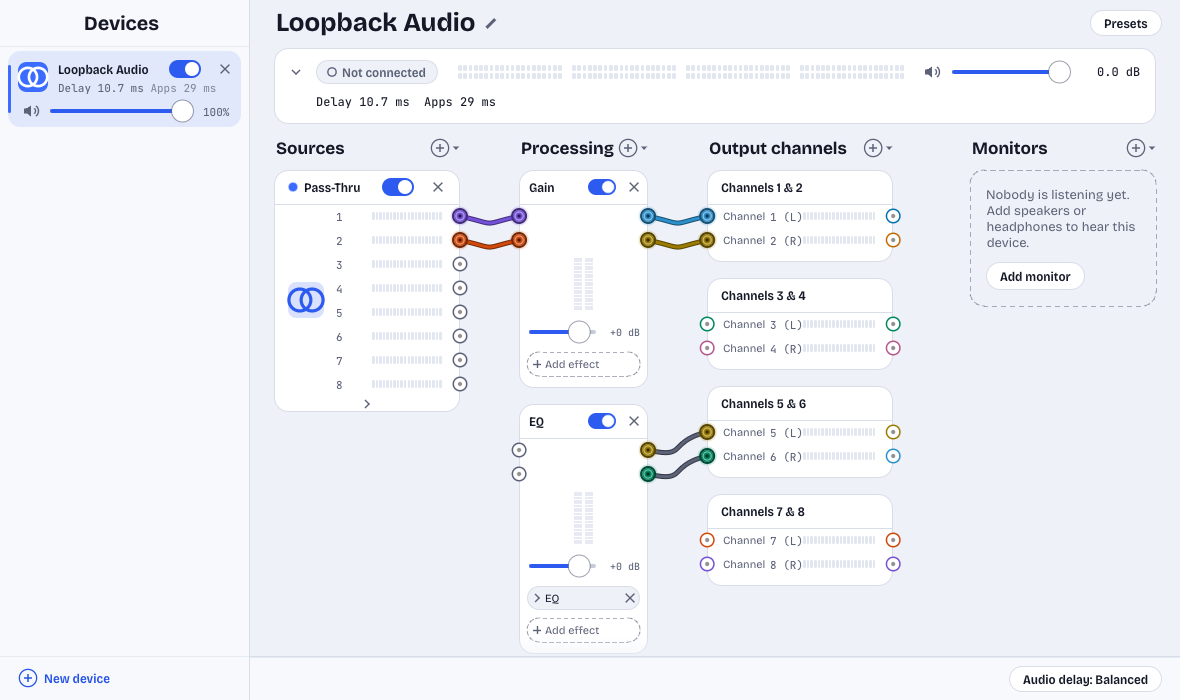 Devices
Loopback Audio
Delay 10.7 ms Apps 29 ms
100%
New device
Loopback Audio
Presets
Not connected
0.0 dB
Delay 10.7 ms Apps 29 ms
Sources
Pass-Thru
1
2
3
4
5
6
7
8
Processing
Gain
+0 dB
+ Add effect
EQ
+0 dB
EQ
+ Add effect
Output channels
Channels 1 & 2
Channel 1 (L)
Channel 2 (R)
Channels 3 & 4
Channel 3 (L)
Channel 4 (R)
Channels 5 & 6
Channel 5 (L)
Channel 6 (R)
Channels 7 & 8
Channel 7 (L)
Channel 8 (R)
Monitors
Nobody is listening yet.
Add speakers or
headphones to hear this
device.
Add monitor
Audio delay: Balanced